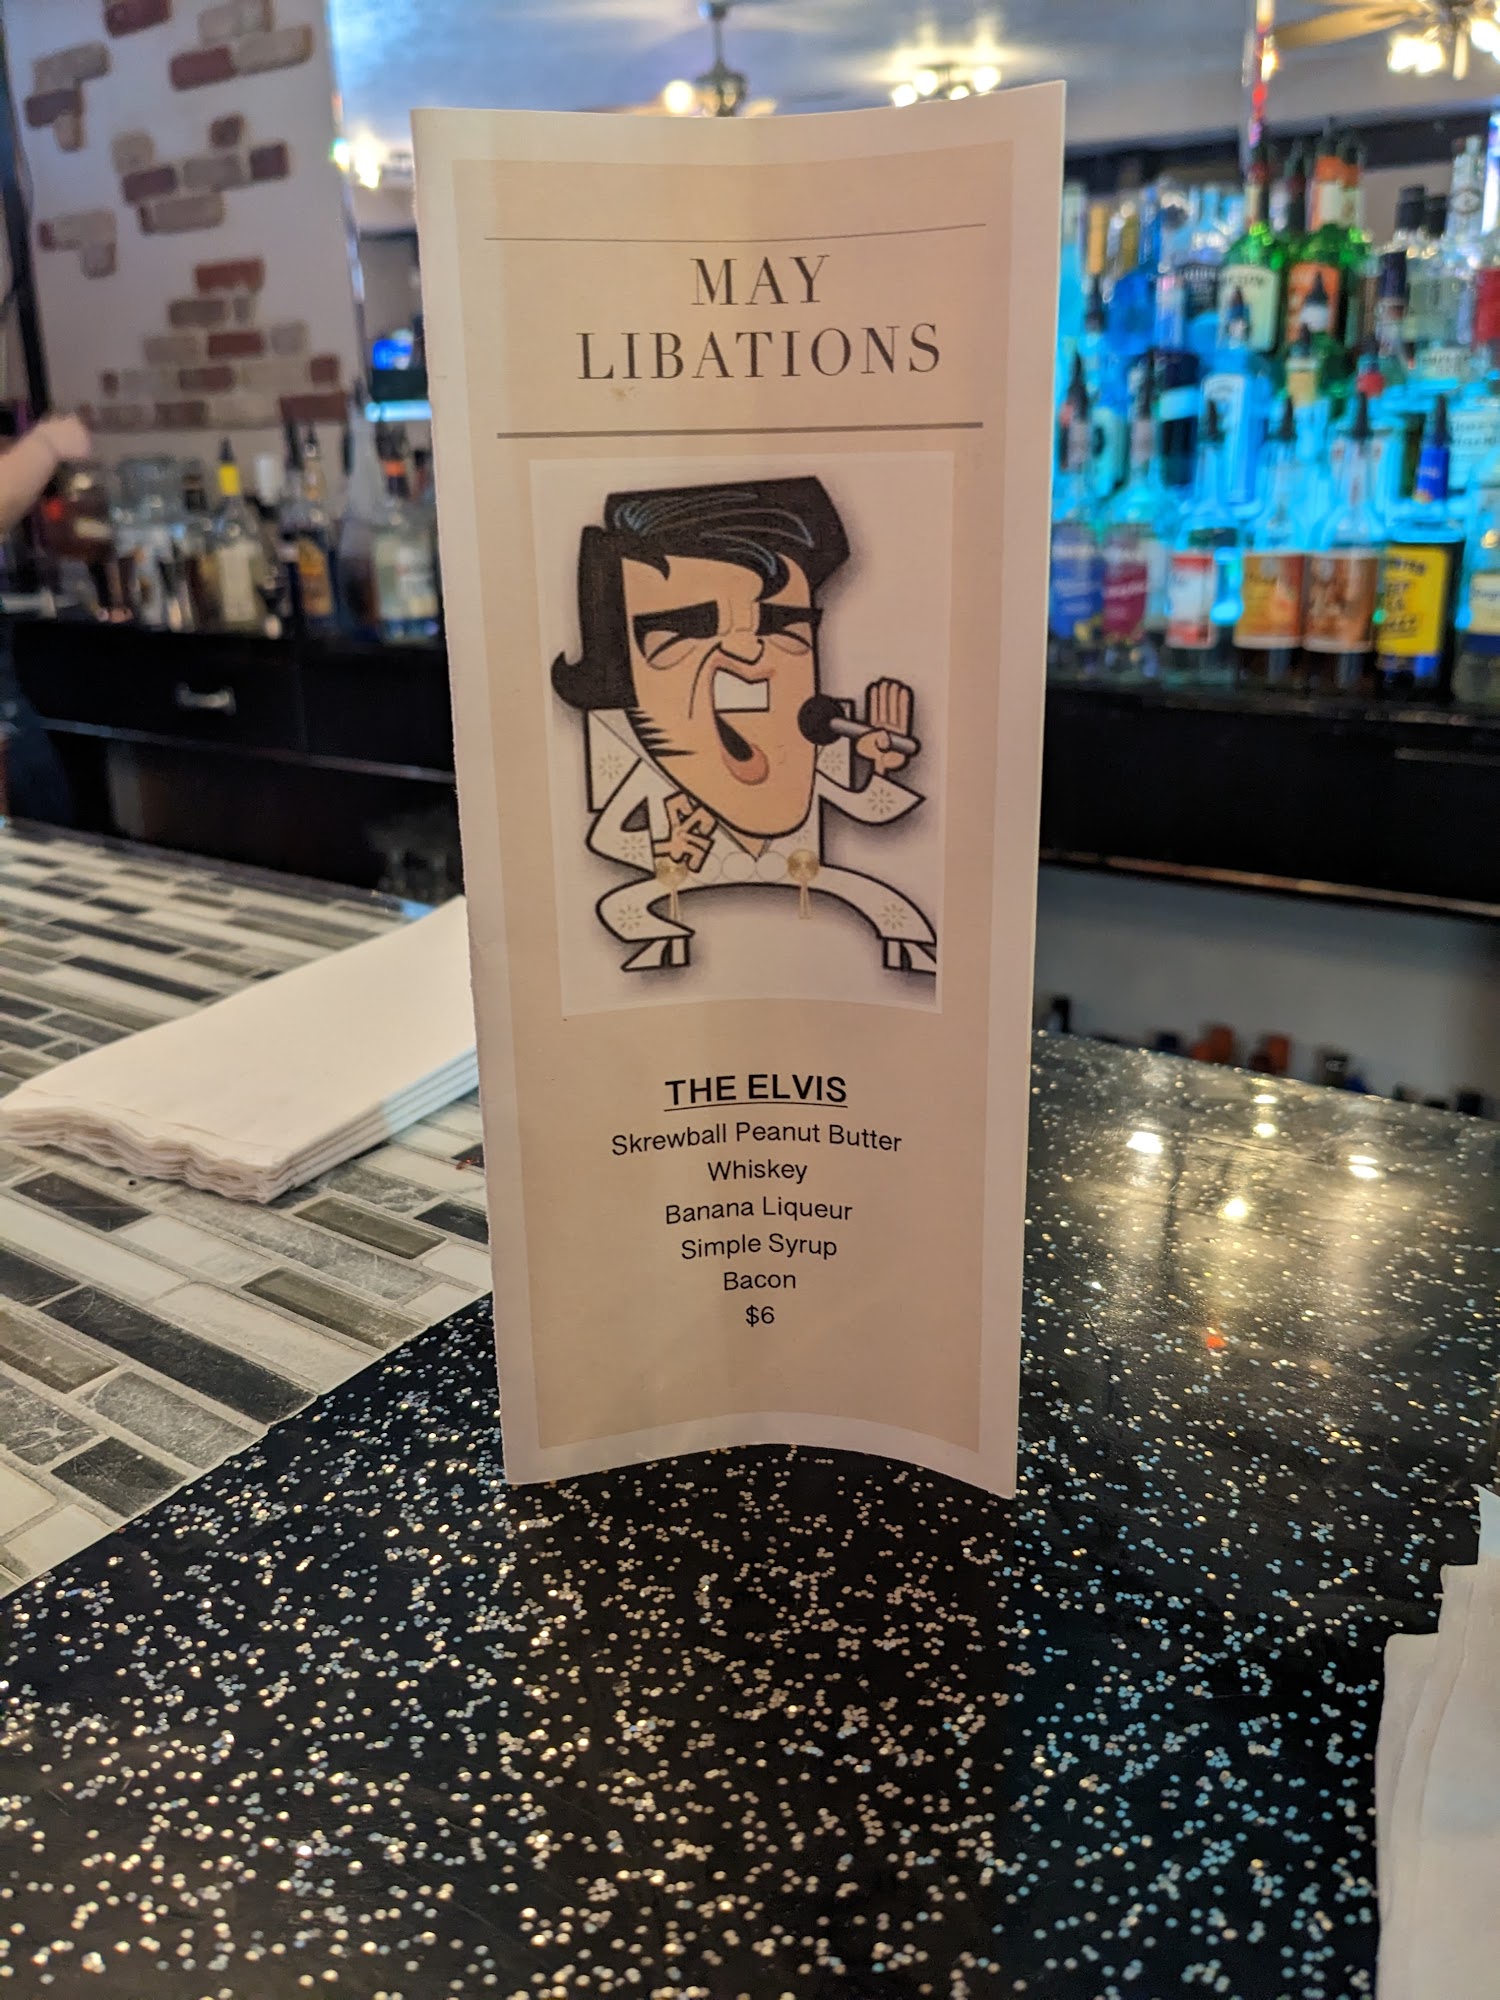 MAY
LIBATIONS
THE ELVIS
Skrewball Peanut Butter
Whiskey
Banana Liqueur
Simple Syrup
Bacon
$6